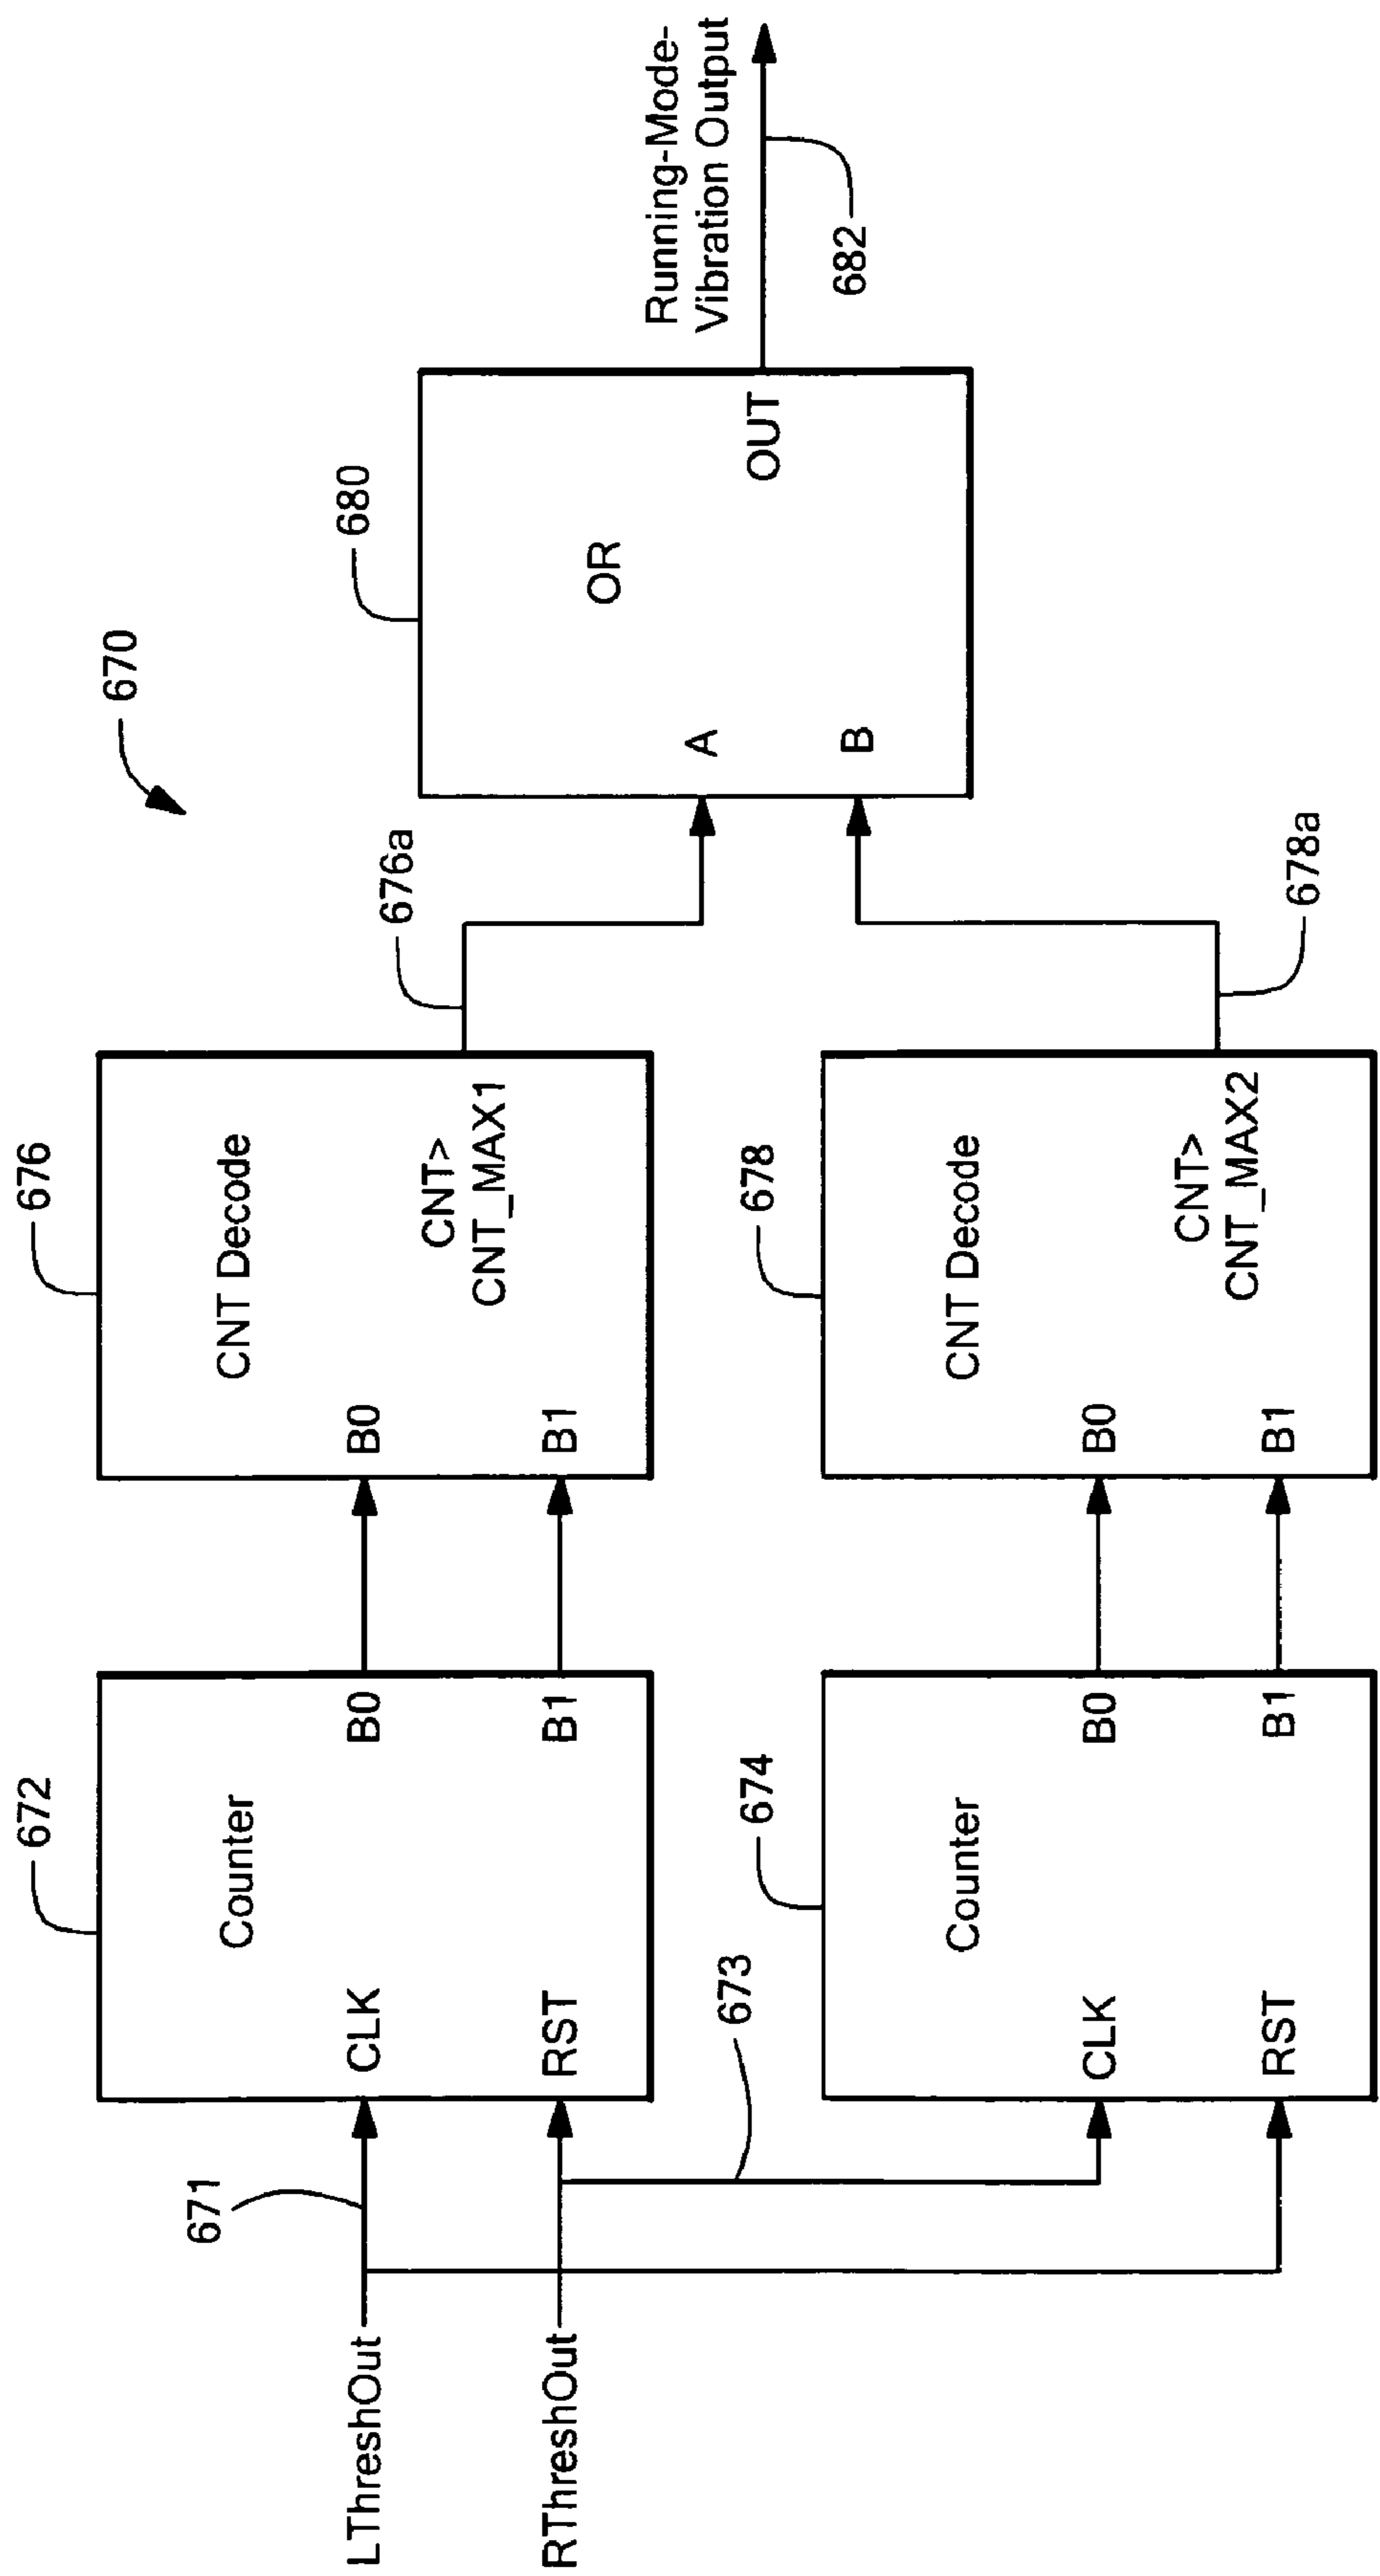 670
672
Counter
CLK
RST
B0
B1
676
CNT Decode
B0
B1
CNT>
CNT_MAX1
676a
680
OR
A
B
OUT
Running-Mode-
Vibration Output
682
LThreshOut
RThreshOut
671
673
674
Counter
CLK
RST
B0
B1
678
CNT Decode
B0
B1
CNT>
CNT_MAX2
678a